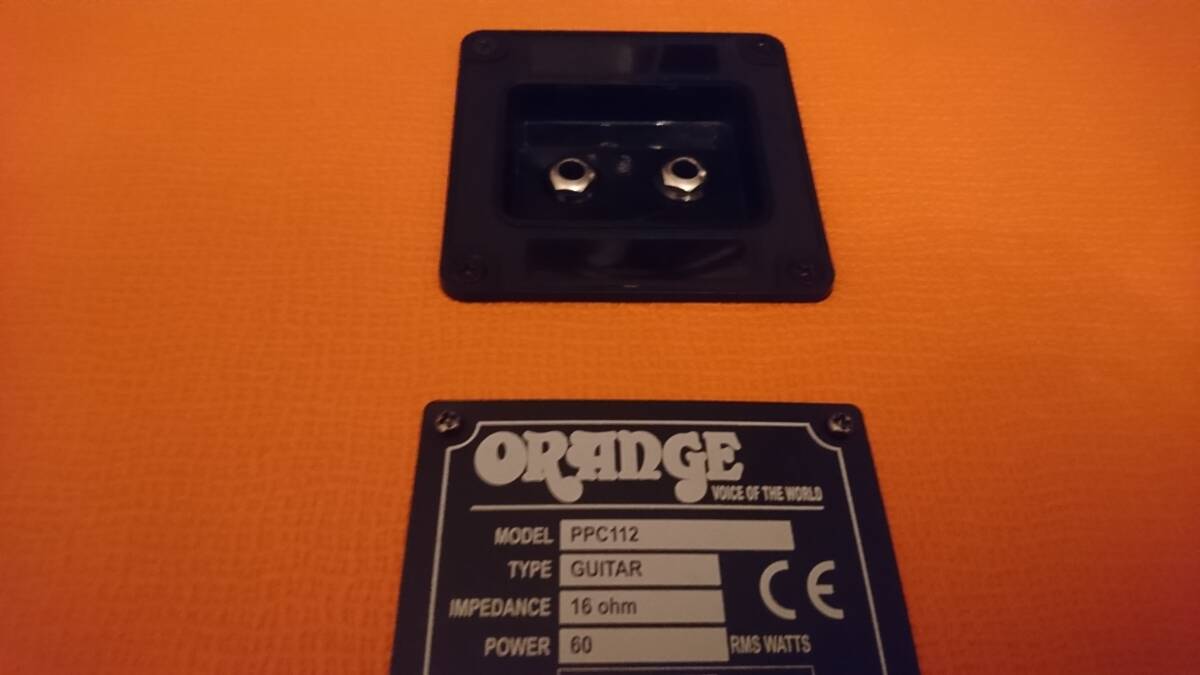 ORANGE
VOICE OF THE WORLD
MODEL PPC112
TYPE GUITAR
IMPEDANCE 16 ohm
POWER 60 RMS WATTS
CE